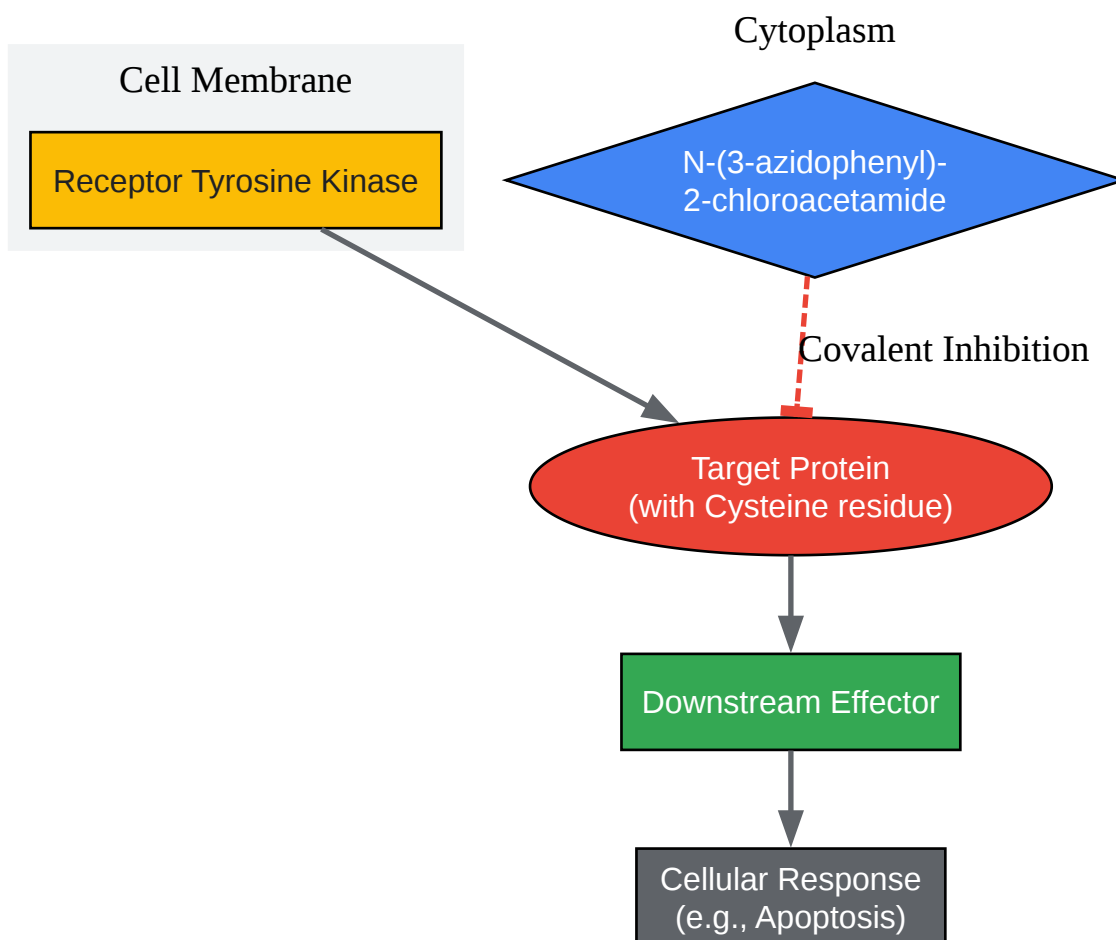 Cytoplasm
Cell Membrane
Receptor Tyrosine Kinase
N-(3-azidophenyl)-
2-chloroacetamide
Covalent Inhibition
Target Protein
(with Cysteine residue)
Downstream Effector
Cellular Response
(e.g., Apoptosis)